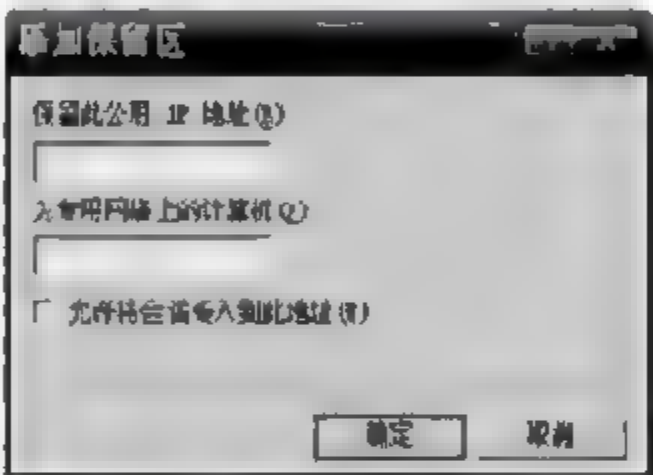 添加保留区
保留此公用 IP 地址(R)
为专用网络上的计算机
允许将会话传入到此地址
确定
取消